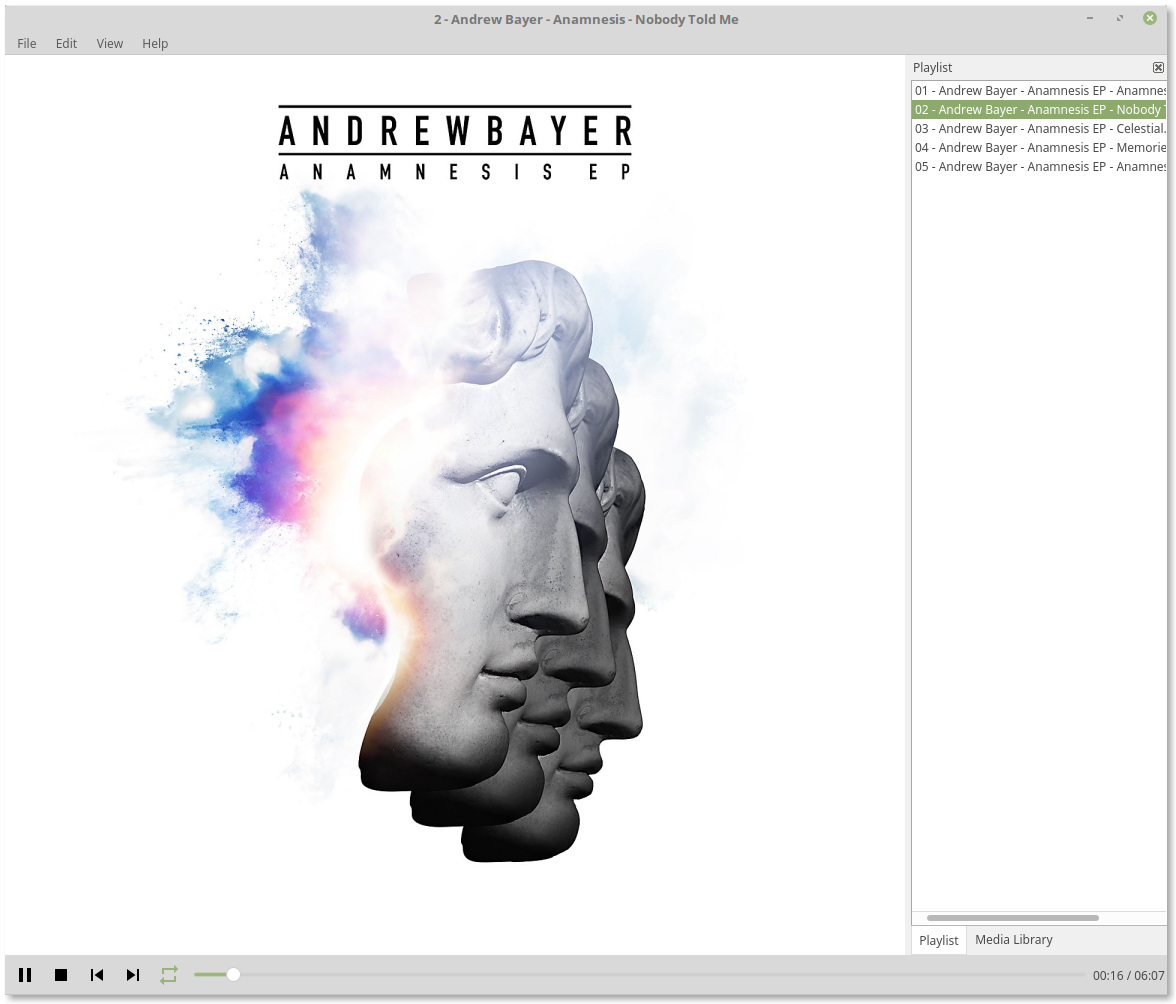 2 - Andrew Bayer - Anamnesis - Nobody Told Me
File Edit View Help
ANDREWBAYER
ANAMNESIS EP
Playlist
01 - Andrew Bayer - Anamnesis EP - Anamnes
02 - Andrew Bayer - Anamnesis EP - Nobody T
03 - Andrew Bayer - Anamnesis EP - Celestial.
04 - Andrew Bayer - Anamnesis EP - Memorie
05 - Andrew Bayer - Anamnesis EP - Anamnes
Playlist Media Library
00:16 / 06:07